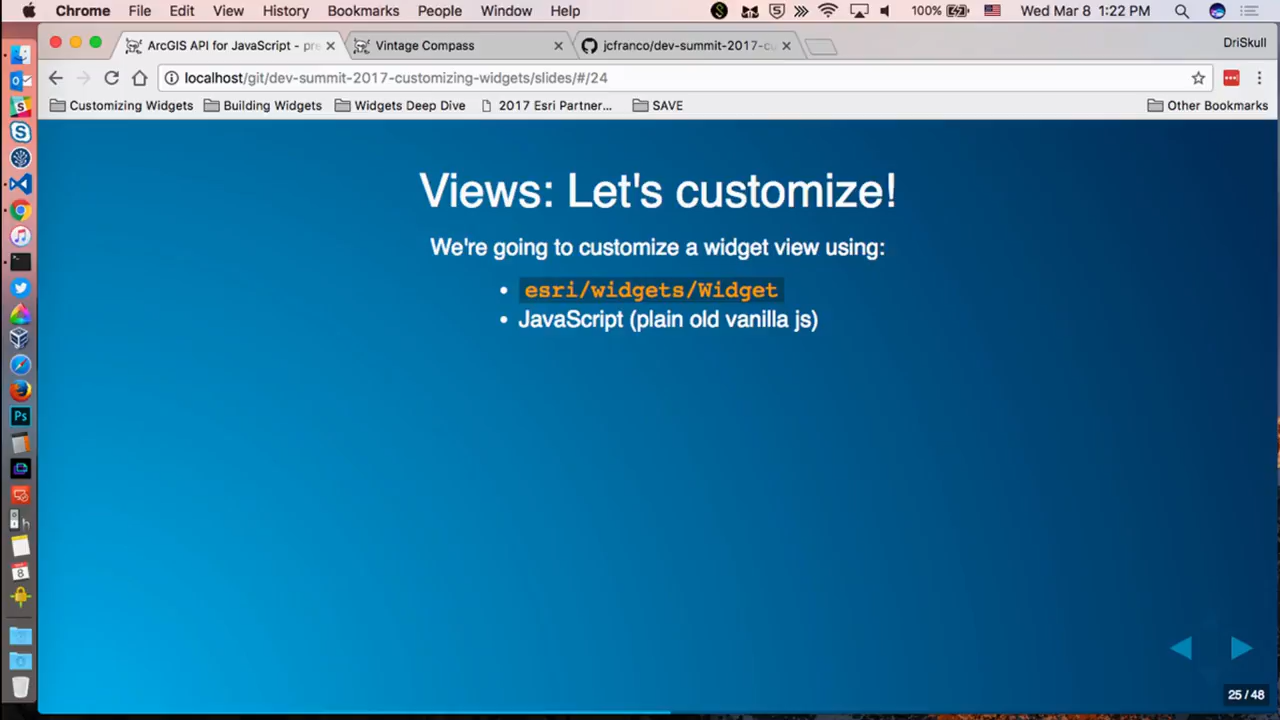 Chrome File Edit View History Bookmarks People Window Help 100% Wed Mar 8 1:22 PM
ArcGIS API for JavaScript - pre Vintage Compass jcfranco/dev-summit-2017-cu DriSkull
localhost/git/dev-summit-2017-customizing-widgets/slides/#/24
Customizing Widgets Building Widgets Widgets Deep Dive 2017 Esri Partner... SAVE Other Bookmarks
Views: Let's customize!
We're going to customize a widget view using:
• esri/widgets/Widget
• JavaScript (plain old vanilla js)
Ps
8
25 / 48